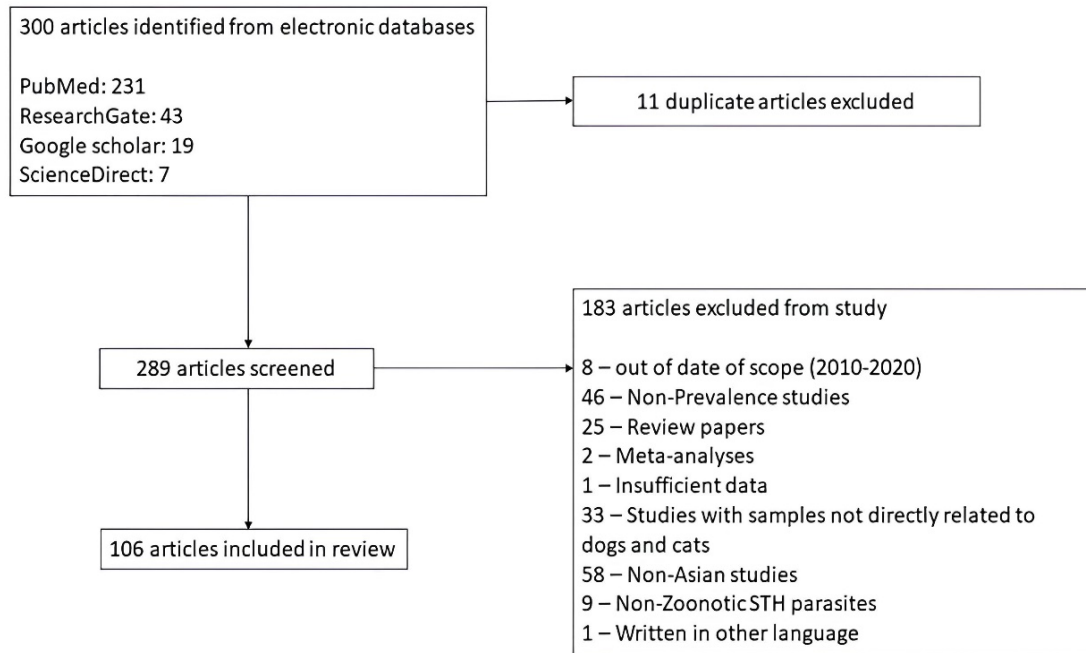 300 articles identified from electronic databases
PubMed: 231
ResearchGate: 43
Google scholar: 19
ScienceDirect: 7
11 duplicate articles excluded
289 articles screened
183 articles excluded from study
8 – out of date of scope (2010-2020)
46 – Non-Prevalence studies
25 – Review papers
2 – Meta-analyses
1 – Insufficient data
33 – Studies with samples not directly related to
dogs and cats
58 – Non-Asian studies
9 – Non-Zoonotic STH parasites
1 – Written in other language
106 articles included in review